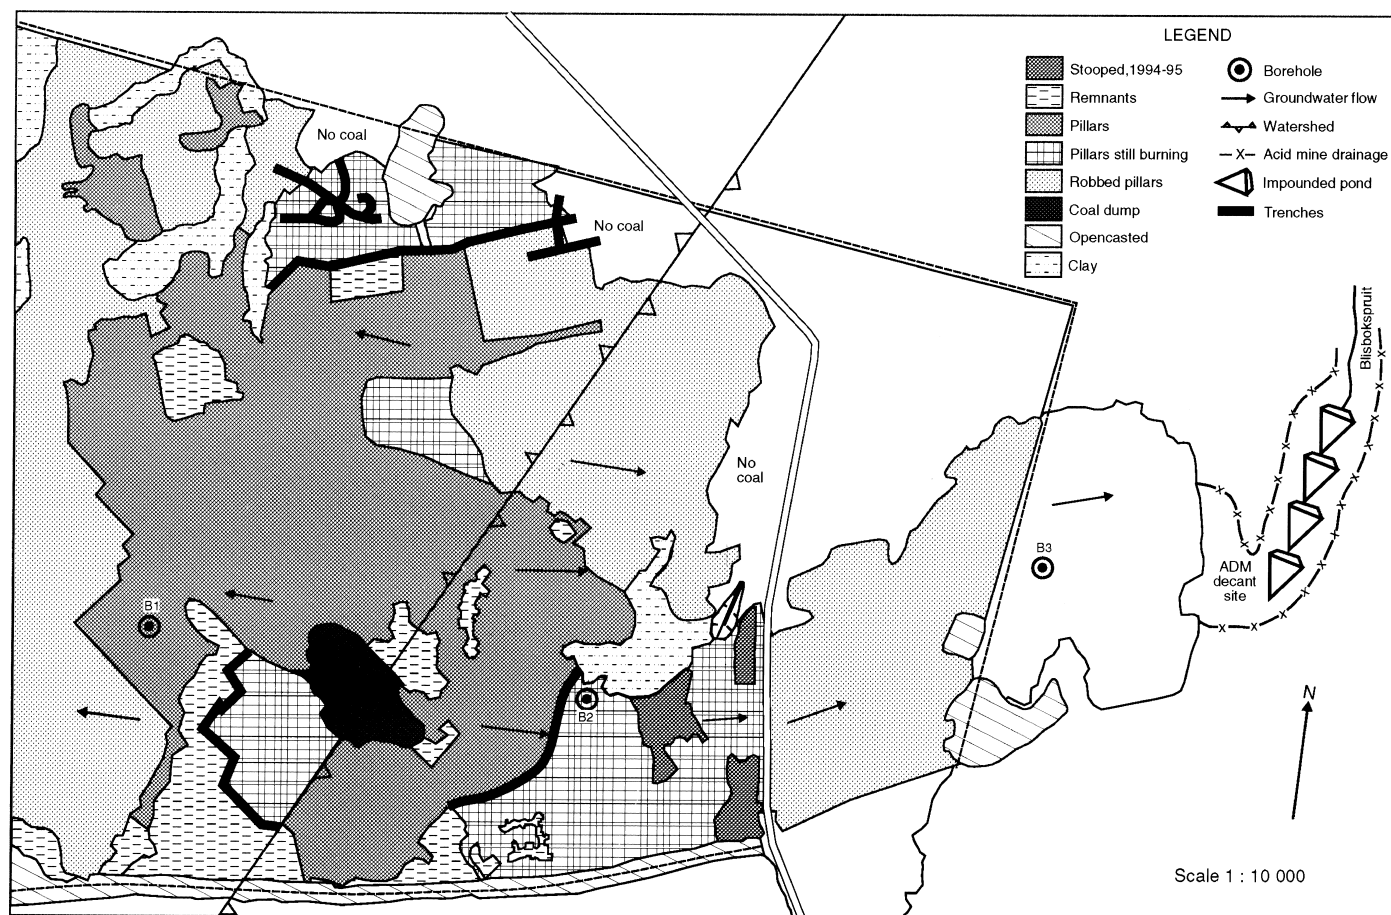 LEGEND
Stooped,1994-95
Remnants
Pillars
Pillars still burning
Robbed pillars
Coal dump
Opencasted
Clay
Borehole
Groundwater flow
Watershed
Acid mine drainage
Impounded pond
Trenches
No coal
No coal
No
coal
Blisbokspruit
B3
ADM
decant
site
B1
B2
N
Scale 1 : 10 000